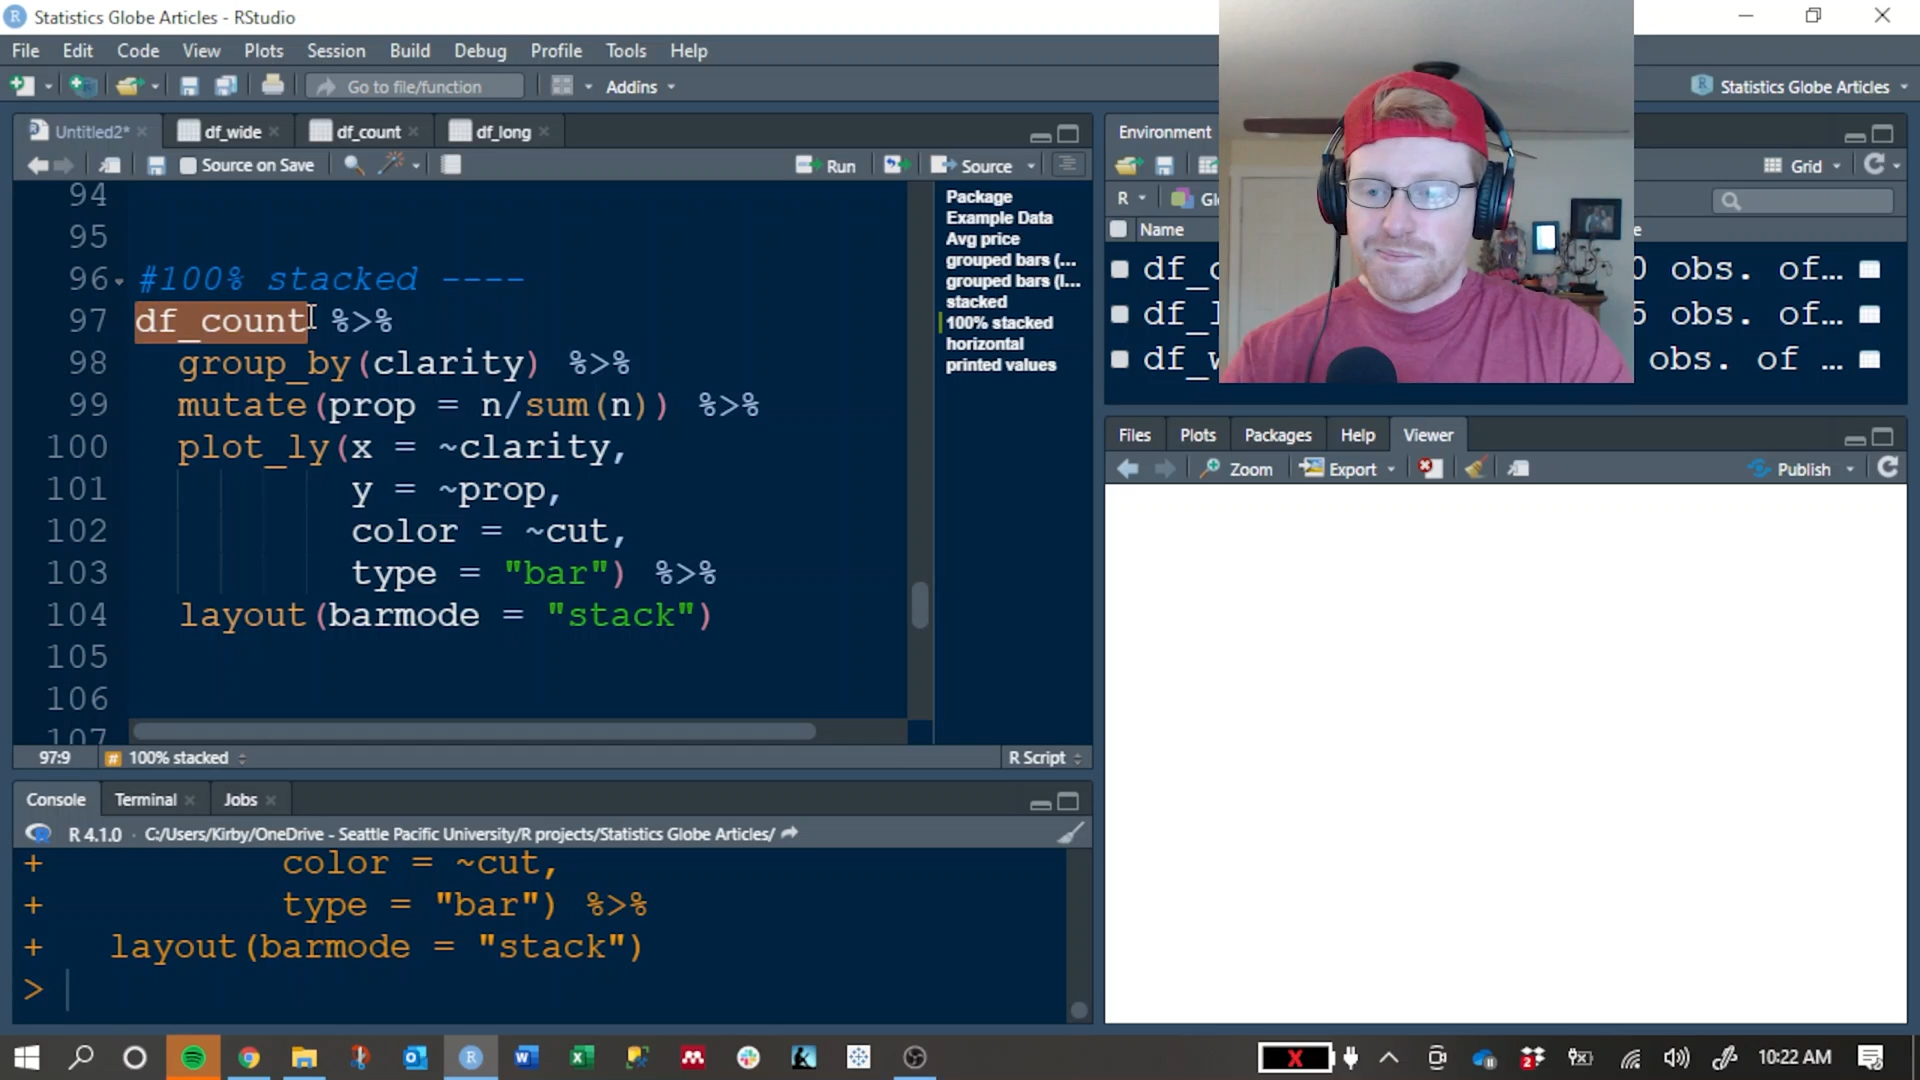 Statistics Globe Articles - RStudio
File Edit Code View Plots Session Build Debug Profile Tools Help
Go to file/function Addins Statistics Globe Articles
Untitled2* df_wide df_count df_long
Source on Save Run Source
94
95
96 #100% stacked ----
97 df_count %>%
98 group_by(clarity) %>%
99 mutate(prop = n/sum(n)) %>%
100 plot_ly(x = ~clarity,
101 y = ~prop,
102 color = ~cut,
103 type = "bar") %>%
104 layout(barmode = "stack")
105
106
107
Package
Example Data
Avg price
grouped bars (...
grouped bars (l...
stacked
100% stacked
horizontal
printed values
97:9 100% stacked R Script
Console Terminal Jobs
R 4.1.0 · C:/Users/Kirby/OneDrive - Seattle Pacific University/R projects/Statistics Globe Articles/
+ color = ~cut,
+ type = "bar") %>%
+ layout(barmode = "stack")
>
Environment
Grid
R
Name
obs. of...
obs. of...
obs. of ...
Files Plots Packages Help Viewer
Zoom Export Publish
10:22 AM